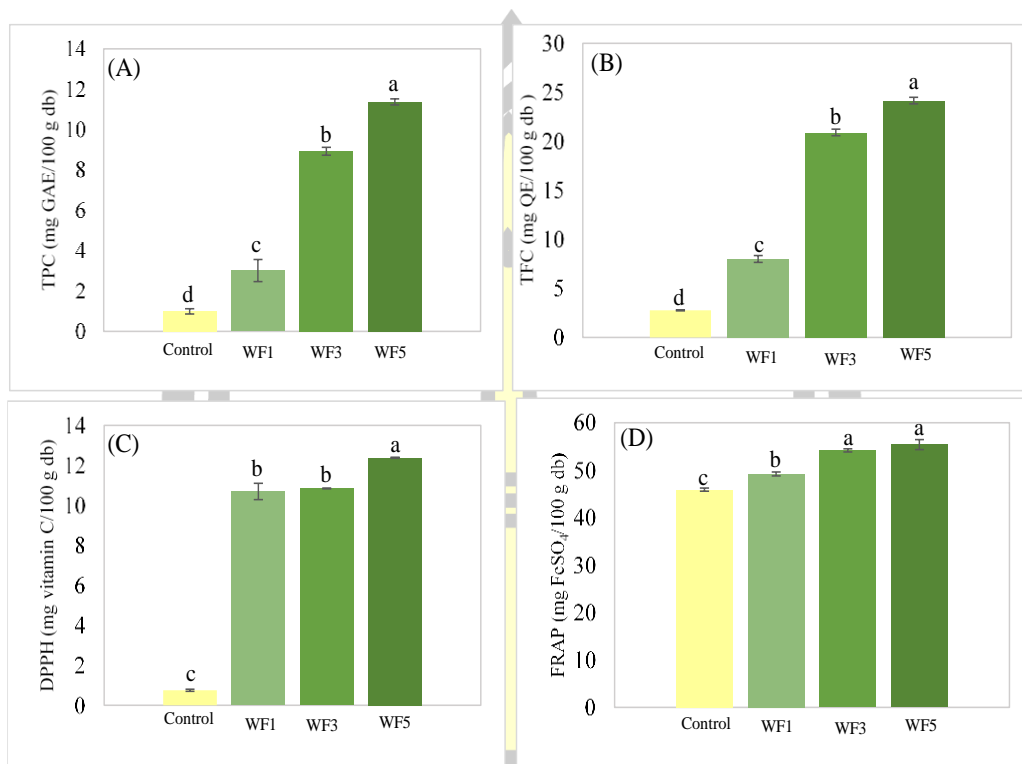 (A)
TPC (mg GAE/100 g db)
14
12
10
8
6
4
2
0
d
c
b
a
Control
WF1
WF3
WF5
(B)
TFC (mg QE/100 g db )
30
25
20
15
10
5
0
d
c
b
a
Control
WF1
WF3
WF5
(C)
DPPH (mg vitamin C/100 g db)
14
12
10
8
6
4
2
0
c
b
b
a
Control
WF1
WF3
WF5
(D)
FRAP (mg FeSO₄/100 g db)
60
50
40
30
20
10
0
c
b
a
a
Control
WF1
WF3
WF5